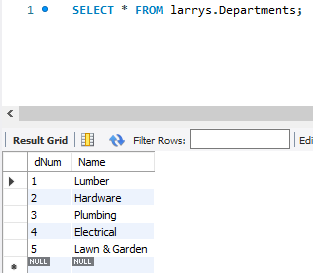 1 SELECT * FROM larrys.Departments;
Result Grid Filter Rows: Edi
dNum Name
1 Lumber
2 Hardware
3 Plumbing
4 Electrical
5 Lawn & Garden
NULL NULL